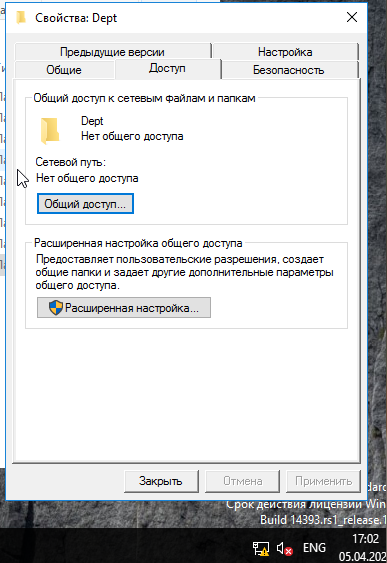 Свойства: Dept
Предыдущие версии
Настройка
Общие
Доступ
Безопасность
Общий доступ к сетевым файлам и папкам
Dept
Нет общего доступа
Сетевой путь:
Нет общего доступа
Общий доступ...
Расширенная настройка общего доступа
Предоставляет пользовательские разрешения, создает
общие папки и задает другие дополнительные параметры
общего доступа.
Расширенная настройка...
Закрыть
Отмена
Применить
Срок действия лицензии Win
Build 14393.rs1_release.1
ENG
17:02
05.04.202